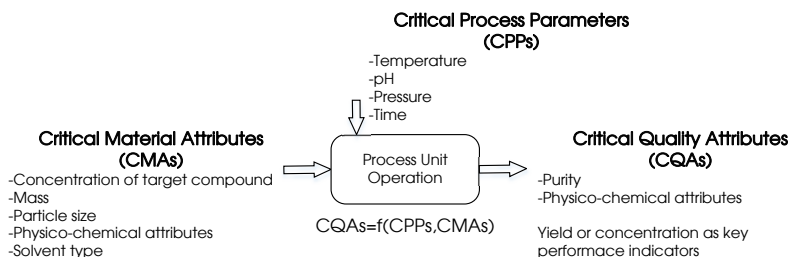 Critical Process Parameters
(CPPs)
-Temperature
-pH
-Pressure
-Time
Critical Material Attributes
(CMAs)
-Concentration of target compound
-Mass
-Particle size
-Physico-chemical attributes
-Solvent type
Process Unit
Operation
CQAs=f(CPPs,CMAs)
Critical Quality Attributes
(CQAs)
-Purity
-Physico-chemical attributes
Yield or concentration as key
performace indicators